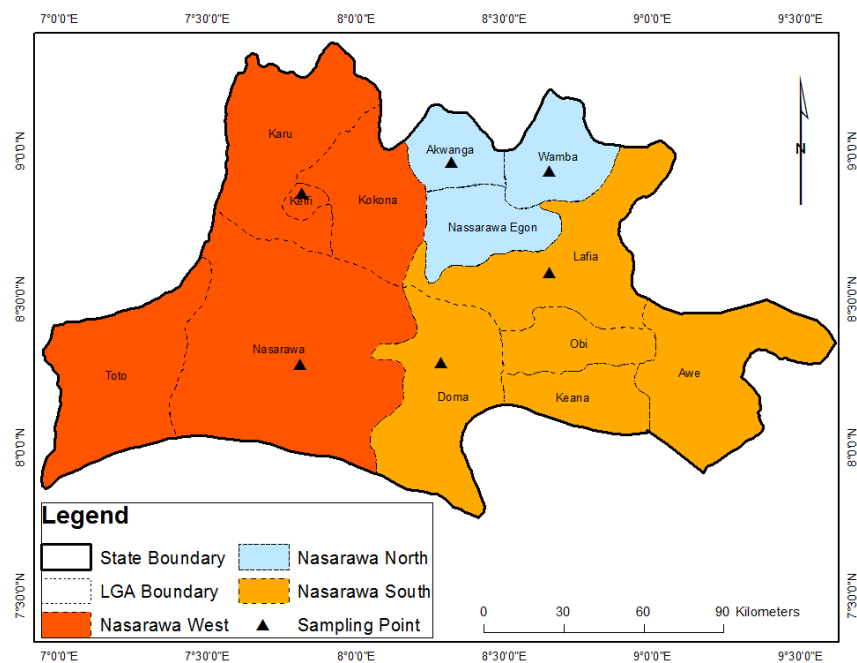 7°0'0"E 7°30'0"E 8°0'0"E 8°30'0"E 9°0'0"E 9°30'0"E
9°0'0"N 9°0'0"N
8°30'0"N 8°30'0"N
8°0'0"N 8°0'0"N
7°30'0"N 7°30'0"N
N
Karu
Akwanga
Wamba
Keffi
Kokona
Nassarawa Egon
Lafia
Nasarawa
Obi
Toto
Doma
Keana
Awe
Legend
State Boundary
Nasarawa North
LGA Boundary
Nasarawa South
Nasarawa West
Sampling Point
0 30 60 90 Kilometers
7°0'0"E 7°30'0"E 8°0'0"E 8°30'0"E 9°0'0"E 9°30'0"E